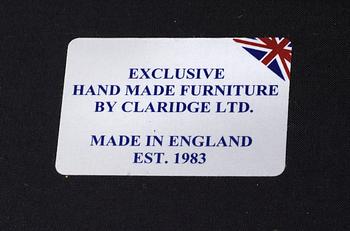 EXCLUSIVE
HAND MADE FURNITURE
BY CLARIDGE LTD.
MADE IN ENGLAND
EST. 1983